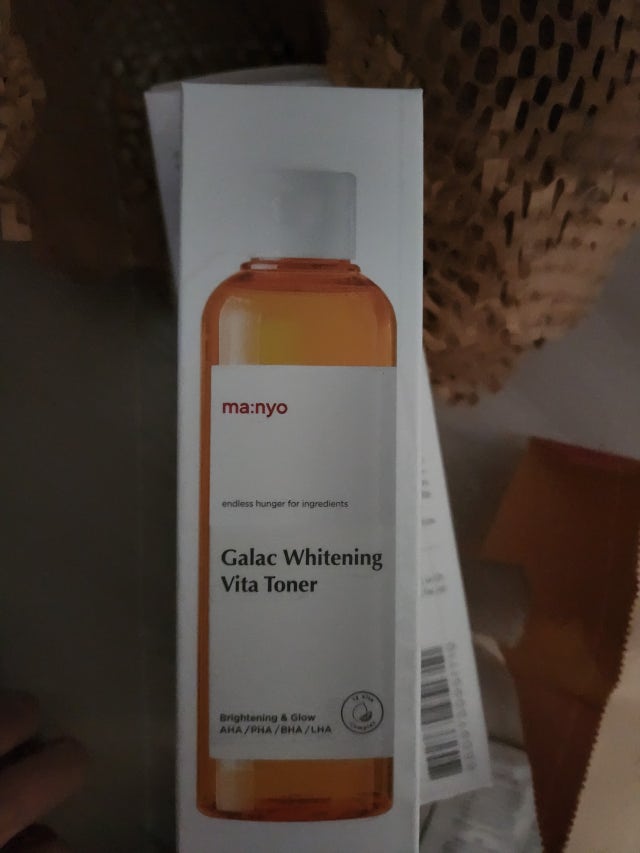 ma:nyo
endless hunger for ingredients
Galac Whitening
Vita Toner
Brightening & Glow
AHA / PHA / BHA / LHA